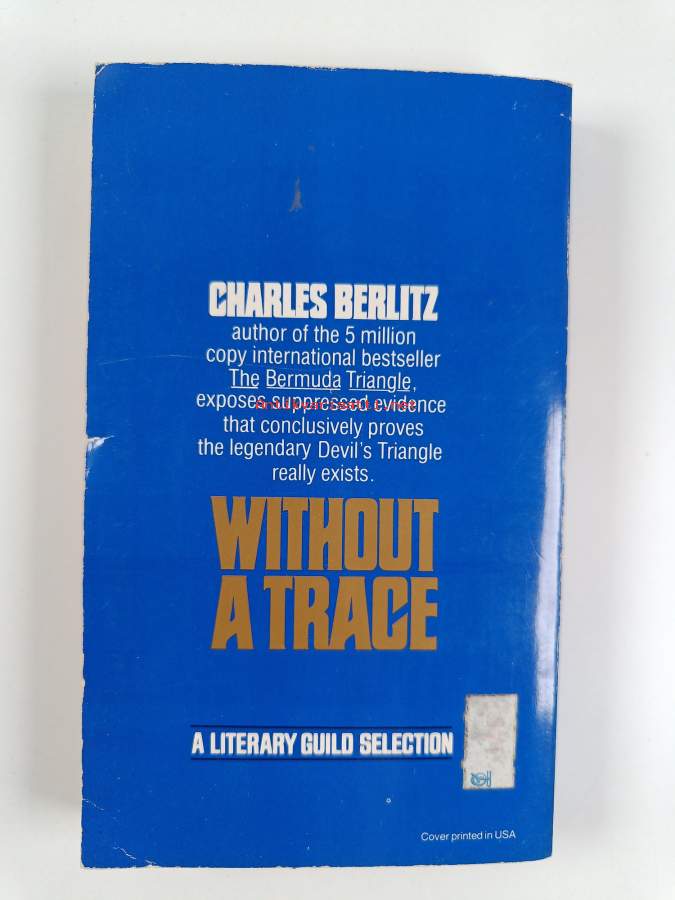 CHARLES BERLITZ
author of the 5 million
copy international bestseller
The Bermuda Triangle,
exposes suppressed evidence
that conclusively proves
the legendary Devil's Triangle
really exists.
WITHOUT
A TRACE
A LITERARY GUILD SELECTION
Cover printed in USA